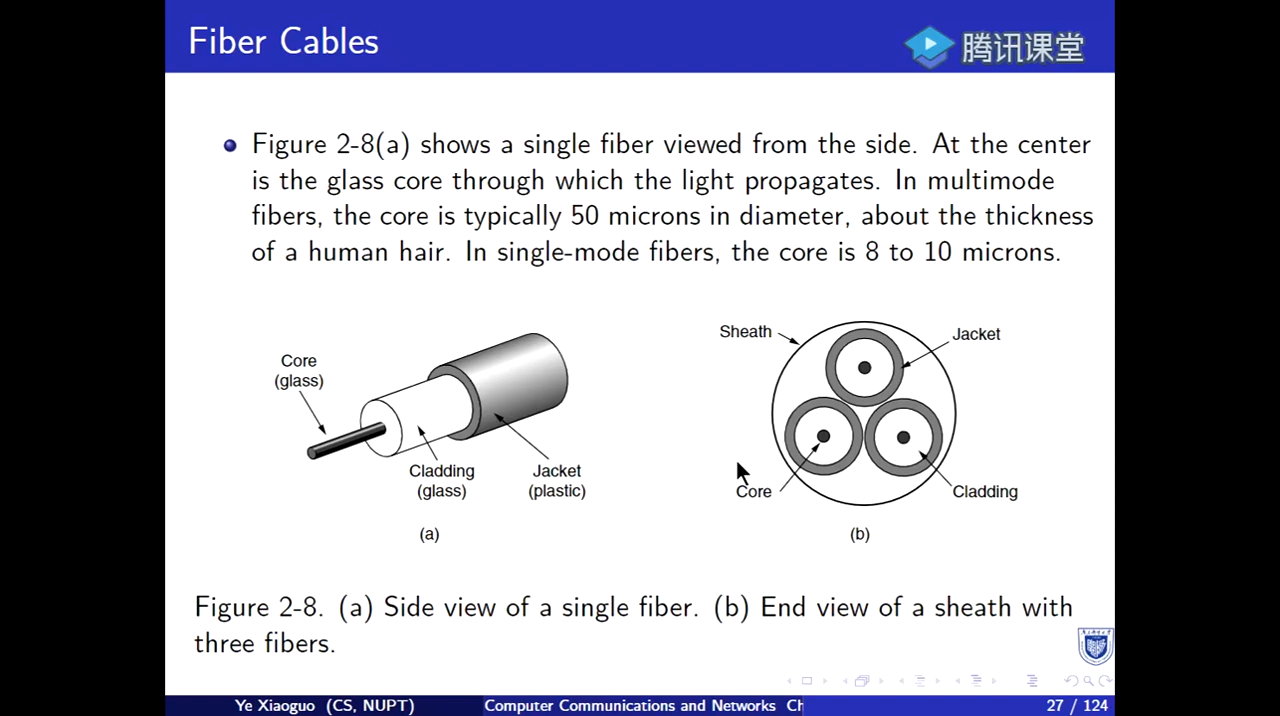 Fiber Cables
腾讯课堂
Figure 2-8(a) shows a single fiber viewed from the side. At the center
is the glass core through which the light propagates. In multimode
fibers, the core is typically 50 microns in diameter, about the thickness
of a human hair. In single-mode fibers, the core is 8 to 10 microns.
Core
(glass)
Cladding
(glass)
Jacket
(plastic)
(a)
Sheath
Jacket
Core
Cladding
(b)
Figure 2-8. (a) Side view of a single fiber. (b) End view of a sheath with
three fibers.
Ye Xiaoguo (CS, NUPT)
Computer Communications and Networks Ch
27 / 124